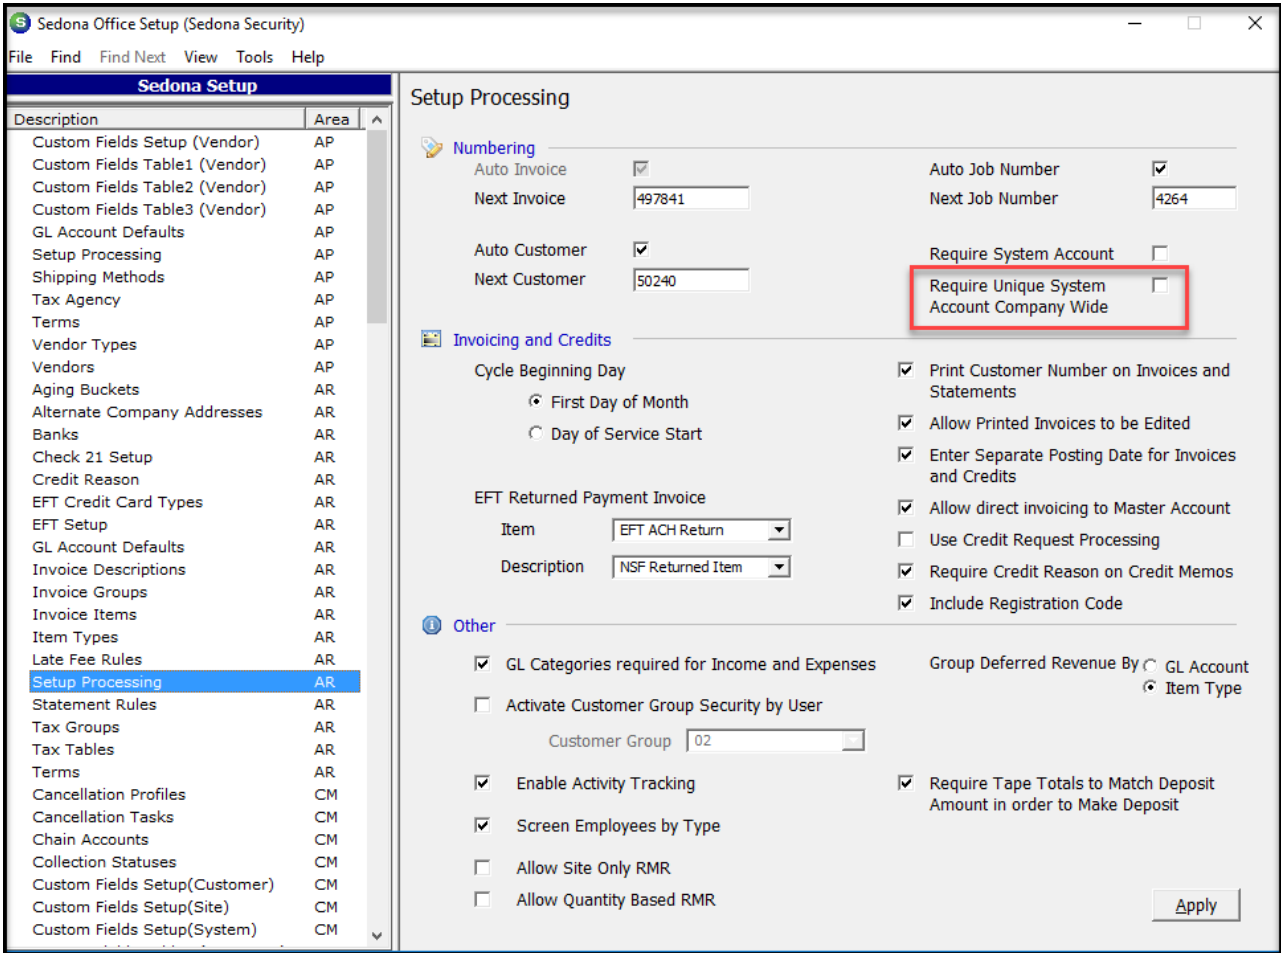 Sedona Office Setup (Sedona Security)
File Find Find Next View Tools Help
Sedona Setup
Description Area
Custom Fields Setup (Vendor) AP
Custom Fields Table1 (Vendor) AP
Custom Fields Table2 (Vendor) AP
Custom Fields Table3 (Vendor) AP
GL Account Defaults AP
Setup Processing AP
Shipping Methods AP
Tax Agency AP
Terms AP
Vendor Types AP
Vendors AP
Aging Buckets AR
Alternate Company Addresses AR
Banks AR
Check 21 Setup AR
Credit Reason AR
EFT Credit Card Types AR
EFT Setup AR
GL Account Defaults AR
Invoice Descriptions AR
Invoice Groups AR
Invoice Items AR
Item Types AR
Late Fee Rules AR
Setup Processing AR
Statement Rules AR
Tax Groups AR
Tax Tables AR
Terms AR
Cancellation Profiles CM
Cancellation Tasks CM
Chain Accounts CM
Collection Statuses CM
Custom Fields Setup(Customer) CM
Custom Fields Setup(Site) CM
Custom Fields Setup(System) CM
Setup Processing
Numbering
Auto Invoice
Next Invoice 497841
Auto Customer
Next Customer 50240
Auto Job Number
Next Job Number 4264
Require System Account
Require Unique System
Account Company Wide
Invoicing and Credits
Cycle Beginning Day
First Day of Month
Day of Service Start
EFT Returned Payment Invoice
Item EFT ACH Return
Description NSF Returned Item
Print Customer Number on Invoices and
Statements
Allow Printed Invoices to be Edited
Enter Separate Posting Date for Invoices
and Credits
Allow direct invoicing to Master Account
Use Credit Request Processing
Require Credit Reason on Credit Memos
Include Registration Code
Other
GL Categories required for Income and Expenses
Activate Customer Group Security by User
Customer Group 02
Enable Activity Tracking
Screen Employees by Type
Allow Site Only RMR
Allow Quantity Based RMR
Group Deferred Revenue By GL Account
Item Type
Require Tape Totals to Match Deposit
Amount in order to Make Deposit
Apply